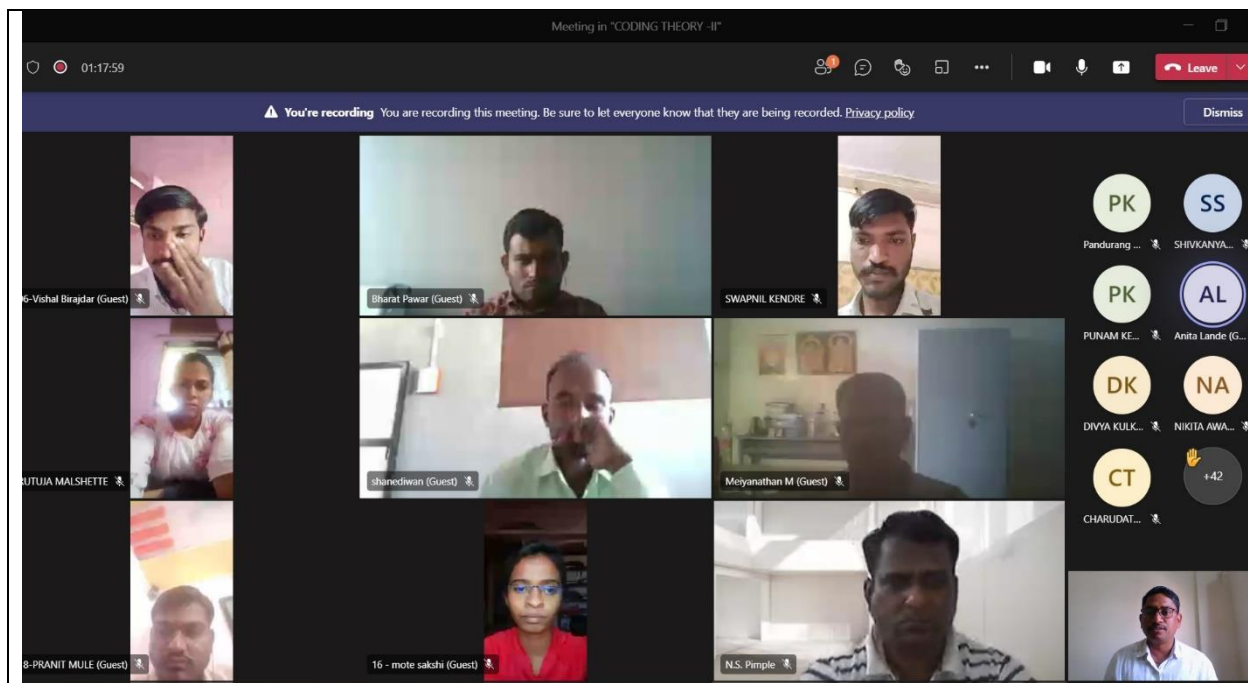 Meeting in "CODING THEORY -II"
01:17:59
1
Leave
You're recording You are recording this meeting. Be sure to let everyone know that they are being recorded. Privacy policy
Dismiss
6-Vishal Birajdar (Guest)
Bharat Pawar (Guest)
SWAPNIL KENDRE
PK
SS
Pandurang ...
SHIVKANYA...
PK
AL
PUNAM KE...
Anita Lande (G...
UTUJA MALSHETTE
shanediwan (Guest)
Meiyanathan M (Guest)
DK
NA
DIVYA KULK...
NIKITA AWA...
CT
+42
CHARUDAT...
8-PRANIT MULE (Guest)
16 - mote sakshi (Guest)
N.S. Pimple